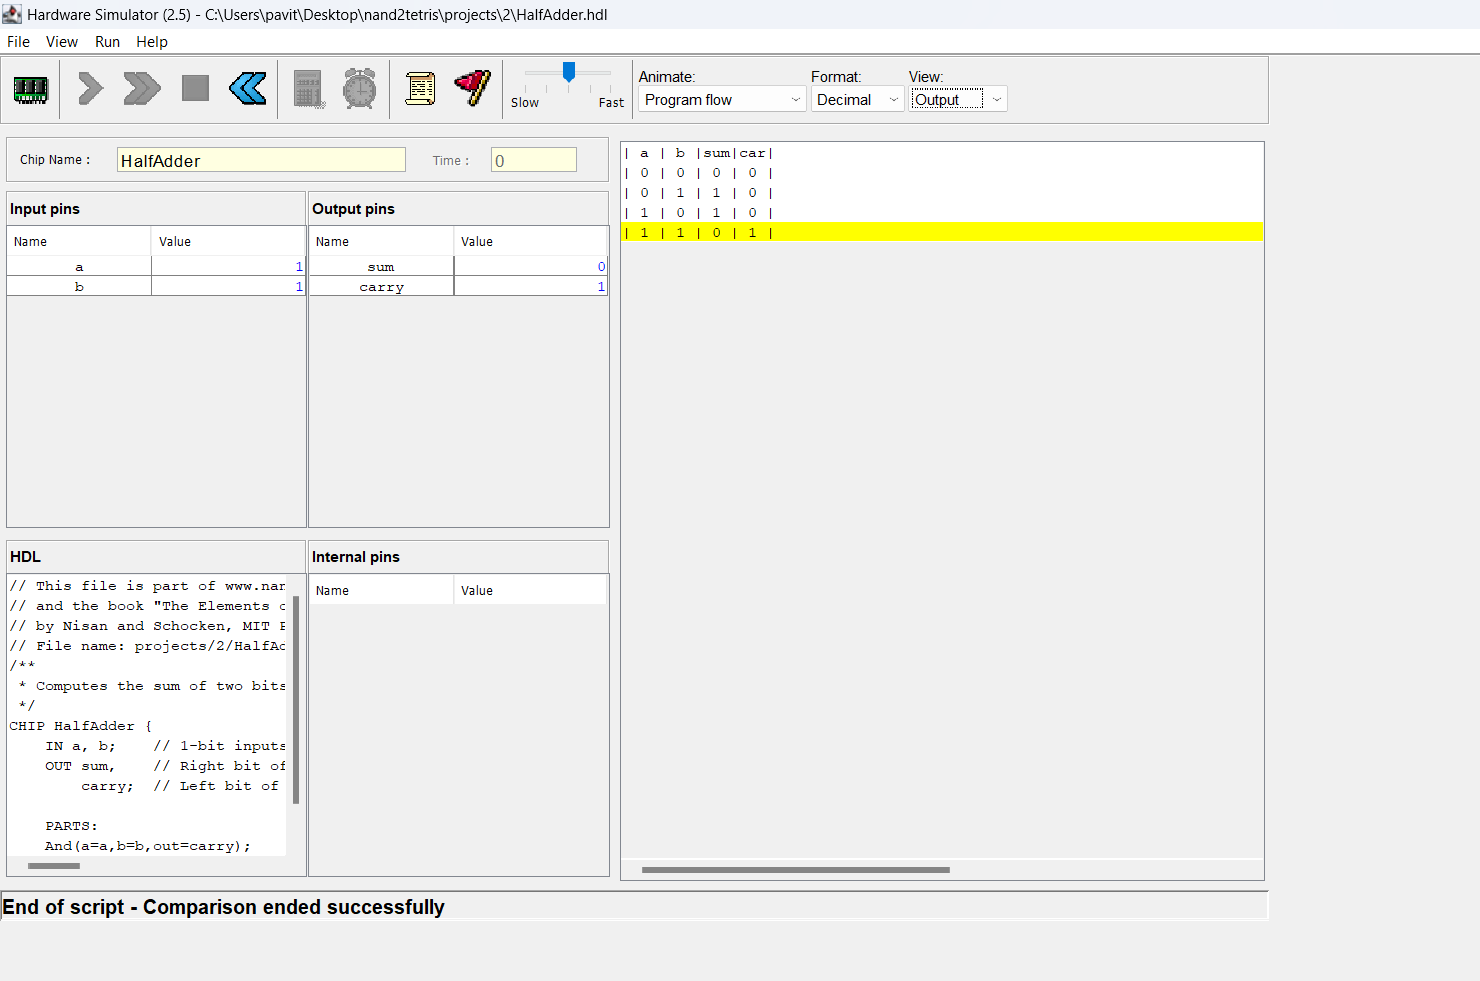 Hardware Simulator (2.5) - C:\Users\pavit\Desktop\nand2tetris\projects\2\HalfAdder.hdl
File View Run Help
Slow Fast
Animate: Format: View:
Program flow Decimal Output
Chip Name : HalfAdder Time : 0
Input pins
Name Value
a 1
b 1
Output pins
Name Value
sum 0
carry 1
| a | b |sum|car|
| 0 | 0 | 0 | 0 |
| 0 | 1 | 1 | 0 |
| 1 | 0 | 1 | 0 |
| 1 | 1 | 0 | 1 |
HDL
// This file is part of www.nan
// and the book "The Elements o
// by Nisan and Schocken, MIT P
// File name: projects/2/HalfAd
/**
 * Computes the sum of two bits
 */
CHIP HalfAdder {
    IN a, b;    // 1-bit inputs
    OUT sum,    // Right bit of
        carry;  // Left bit of
    PARTS:
    And(a=a,b=b,out=carry);
Internal pins
Name Value
End of script - Comparison ended successfully